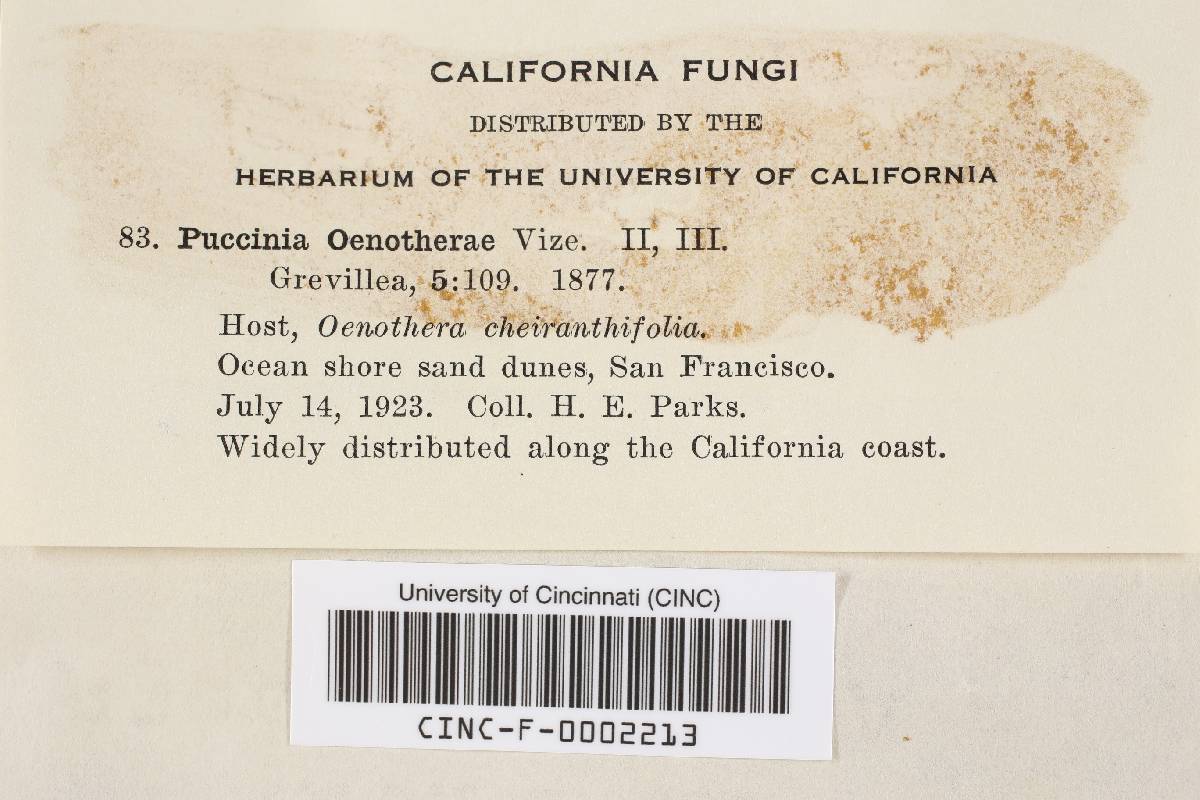 CALIFORNIA FUNGI
DISTRIBUTED BY THE
HERBARIUM OF THE UNIVERSITY OF CALIFORNIA
83. Puccinia Oenotherae Vize. II, III.
Grevillea, 5:109. 1877.
Host, Oenothera cheiranthifolia.
Ocean shore sand dunes, San Francisco.
July 14, 1923. Coll. H. E. Parks.
Widely distributed along the California coast.
University of Cincinnati (CINC)
CINC-F-0002213